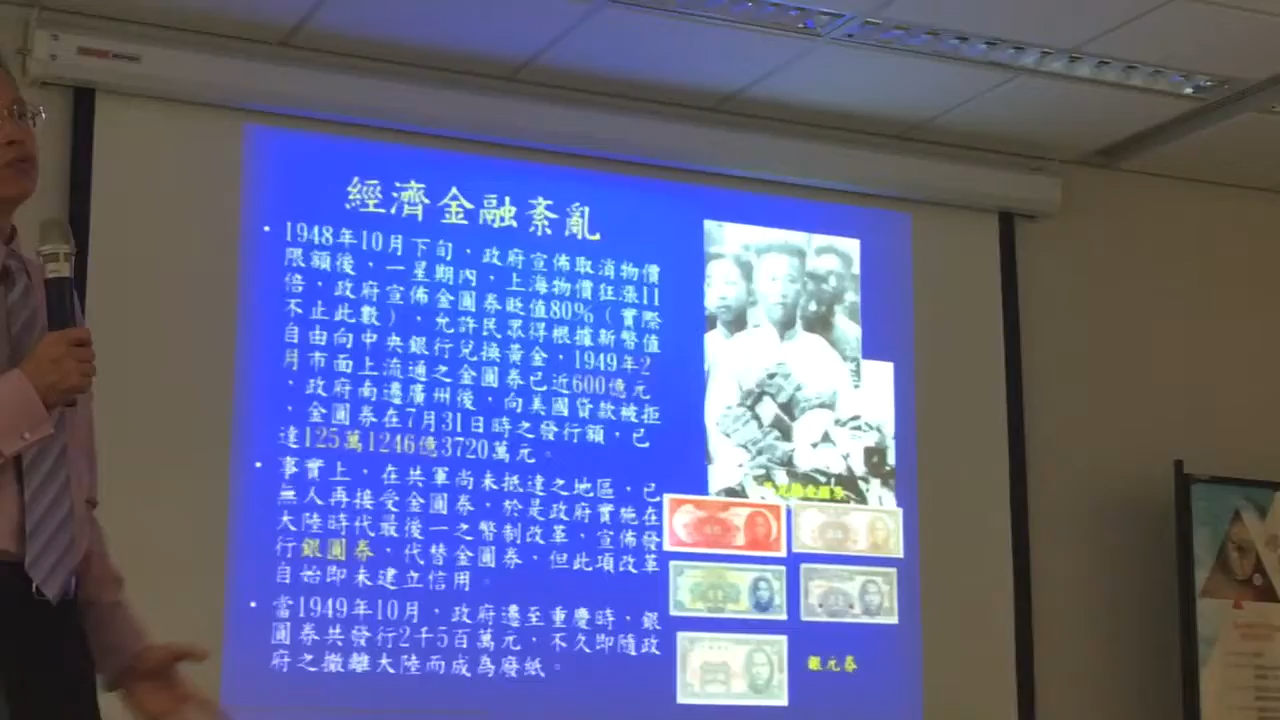 經濟金融紊亂
• 1948年10月下旬，政府宣佈取消物價
限額後，一星期內，上海物價狂漲11
倍，政府宣佈金圓券貶值80%（實際
不止此數），允許民眾得根據新幣值
自由向中央銀行兌換黃金，1949年2
月市面上流通之金圓券已近600億元
，政府南遷廣州後，向美國貸款被拒
，金圓券在7月31日時之發行額，已
達125萬1246億3720萬元。
• 事實上，在共軍尚未抵達之地區，已
無人再接受金圓券，於是政府實施在
大陸時代最後一之幣制改革，宣佈發
行銀圓券，代替金圓券，但此項改革
自始即未建立信用。
• 當1949年10月，政府遷至重慶時，銀
圓券共發行2千5百萬元，不久即隨政
府之撤離大陸而成為廢紙。
銀元券